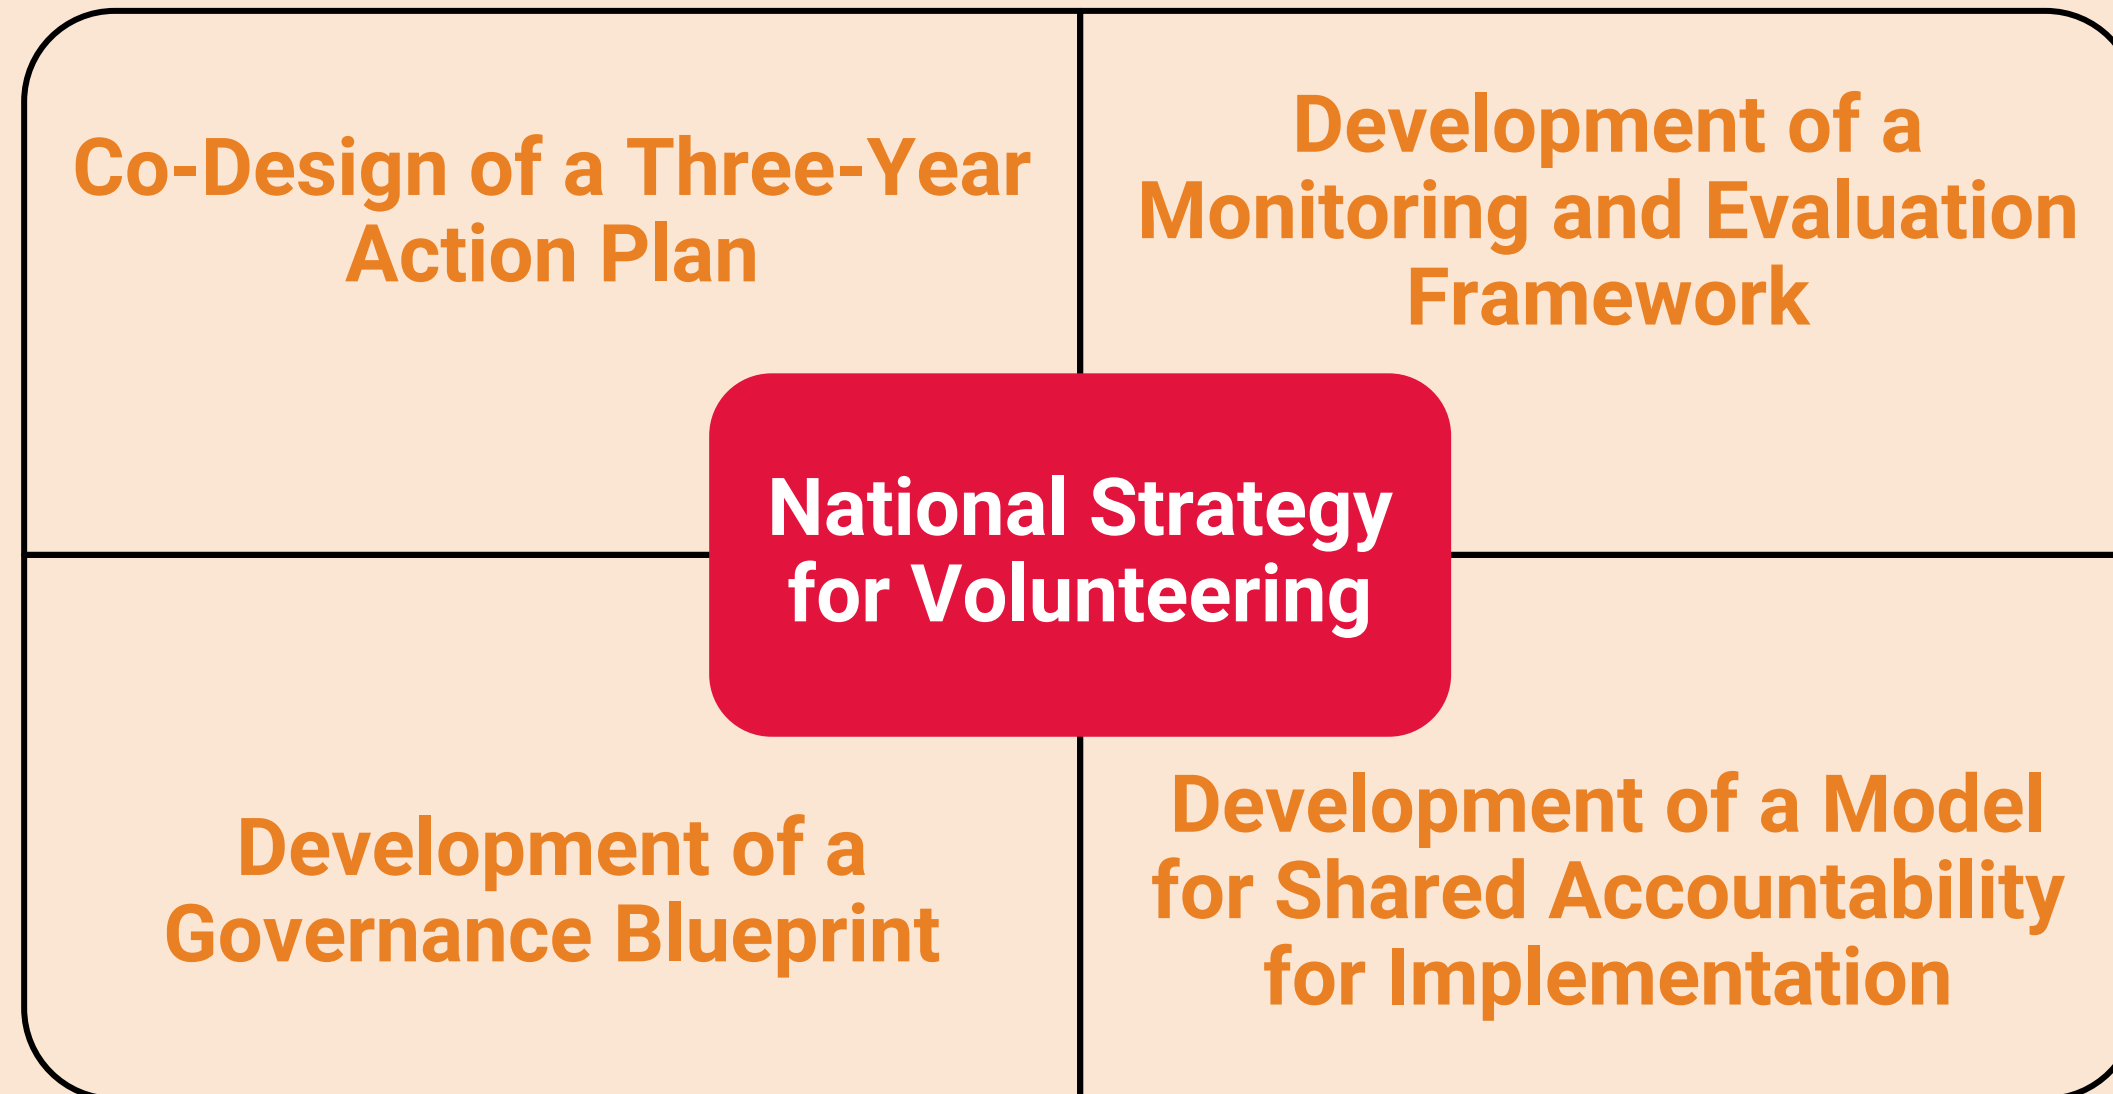 Co-Design of a Three-Year
Action Plan
Development of a
Monitoring and Evaluation
Framework
National Strategy
for Volunteering
Development of a
Governance Blueprint
Development of a Model
for Shared Accountability
for Implementation